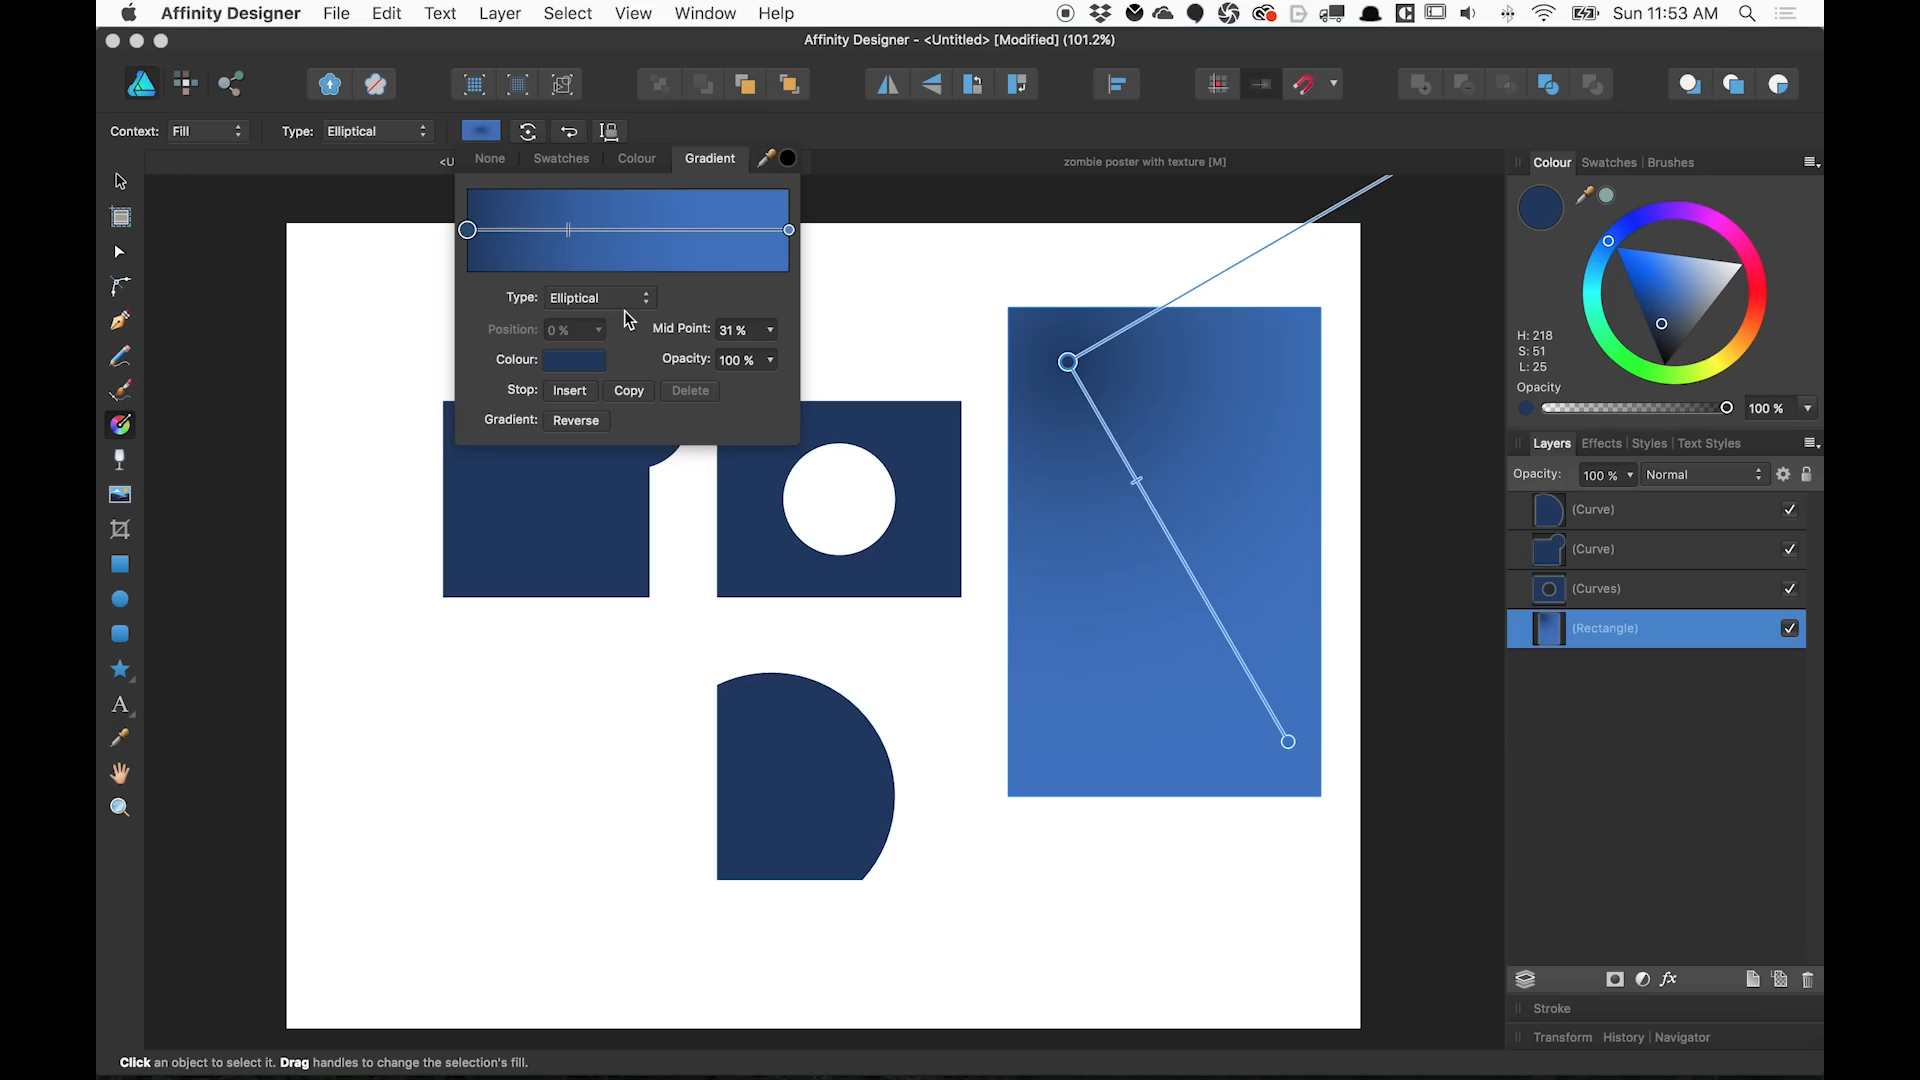 Affinity Designer File Edit Text Layer Select View Window Help Sun 11:53 AM
Affinity Designer - <Untitled> [Modified] (101.2%)
Context: Fill Type: Elliptical
<U None Swatches Colour Gradient zombie poster with texture [M]
Type: Elliptical
Position: 0 % Mid Point: 31 %
Colour: Opacity: 100 %
Stop: Insert Copy Delete
Gradient: Reverse
Colour Swatches Brushes
H: 218
S: 51
L: 25
Opacity
100 %
Layers Effects Styles Text Styles
Opacity: 100 % Normal
(Curve)
(Curve)
(Curves)
(Rectangle)
fx
Stroke
Transform History Navigator
A
Click an object to select it. Drag handles to change the selection's fill.